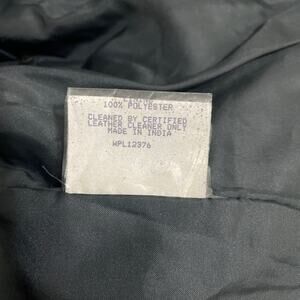 100% POLYESTER
CLEANED BY CERTIFIED
LEATHER CLEANER ONLY
MADE IN INDIA
WPL12376